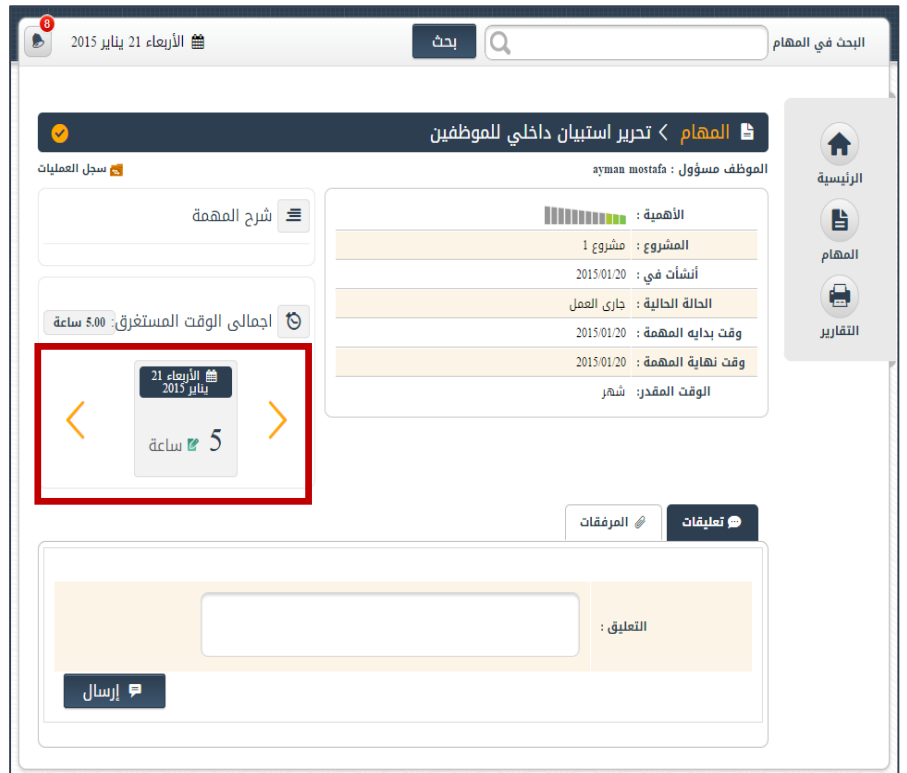 البحث في المهام
بحث
الأربعاء 21 يناير 2015
8
الرئيسية
المهام
التقارير
المهام > تحرير استبيان داخلي للموظفين
الموظف مسؤول : ayman mostafa
سجل العمليات
الأهمية :
المشروع : مشروع 1
أنشأت في : 2015/01/20
الحالة الحالية : جارى العمل
وقت بدايه المهمة : 2015/01/20
وقت نهاية المهمة : 2015/01/20
الوقت المقدر: شهر
شرح المهمة
اجمالى الوقت المستغرق: 5.00 ساعة
الأربعاء 21
يناير 2015
5 ساعة
تعليقات
المرفقات
التعليق :
إرسال